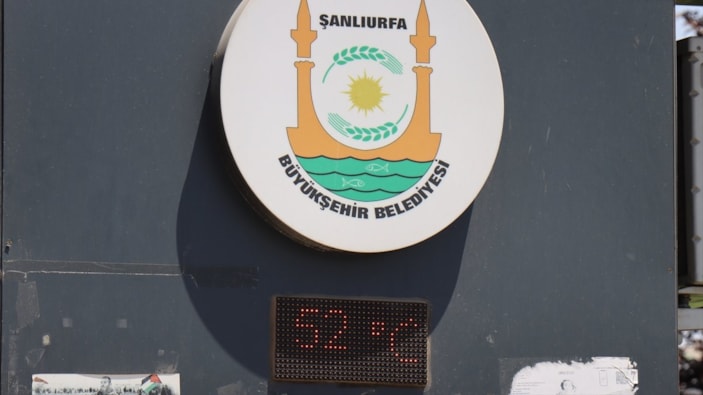 ŞANLIURFA
BÜYÜKŞEHİR BELEDİYESİ
52 °C